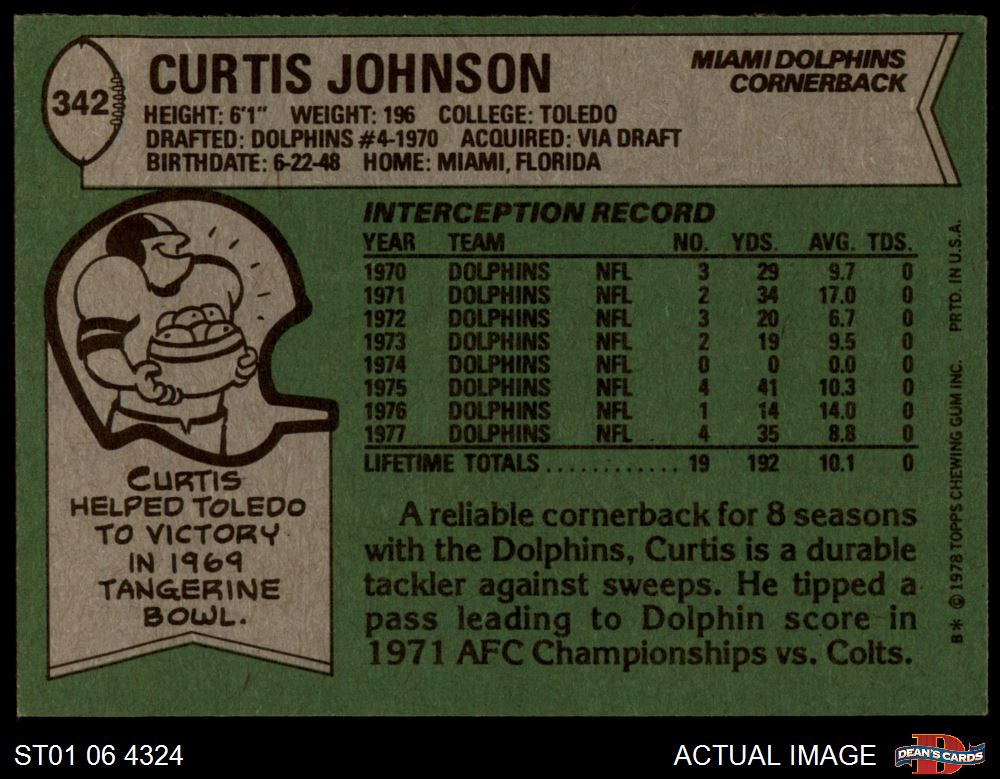 342
CURTIS JOHNSON
MIAMI DOLPHINS
CORNERBACK
HEIGHT: 6'1" WEIGHT: 196 COLLEGE: TOLEDO
DRAFTED: DOLPHINS #4-1970 ACQUIRED: VIA DRAFT
BIRTHDATE: 6-22-48 HOME: MIAMI, FLORIDA
INTERCEPTION RECORD
YEAR TEAM NO. YDS. AVG. TDS.
1970 DOLPHINS NFL 3 29 9.7 0
1971 DOLPHINS NFL 2 34 17.0 0
1972 DOLPHINS NFL 3 20 6.7 0
1973 DOLPHINS NFL 2 19 9.5 0
1974 DOLPHINS NFL 0 0 0.0 0
1975 DOLPHINS NFL 4 41 10.3 0
1976 DOLPHINS NFL 1 14 14.0 0
1977 DOLPHINS NFL 4 35 8.8 0
LIFETIME TOTALS ............ 19 192 10.1 0
CURTIS
HELPED TOLEDO
TO VICTORY
IN 1969
TANGERINE
BOWL.
A reliable cornerback for 8 seasons
with the Dolphins, Curtis is a durable
tackler against sweeps. He tipped a
pass leading to Dolphin score in
1971 AFC Championships vs. Colts.
B* © 1978 TOPPS CHEWING GUM INC. PRTD. IN U.S.A.
ST01 06 4324
ACTUAL IMAGE
DEAN'S CARDS